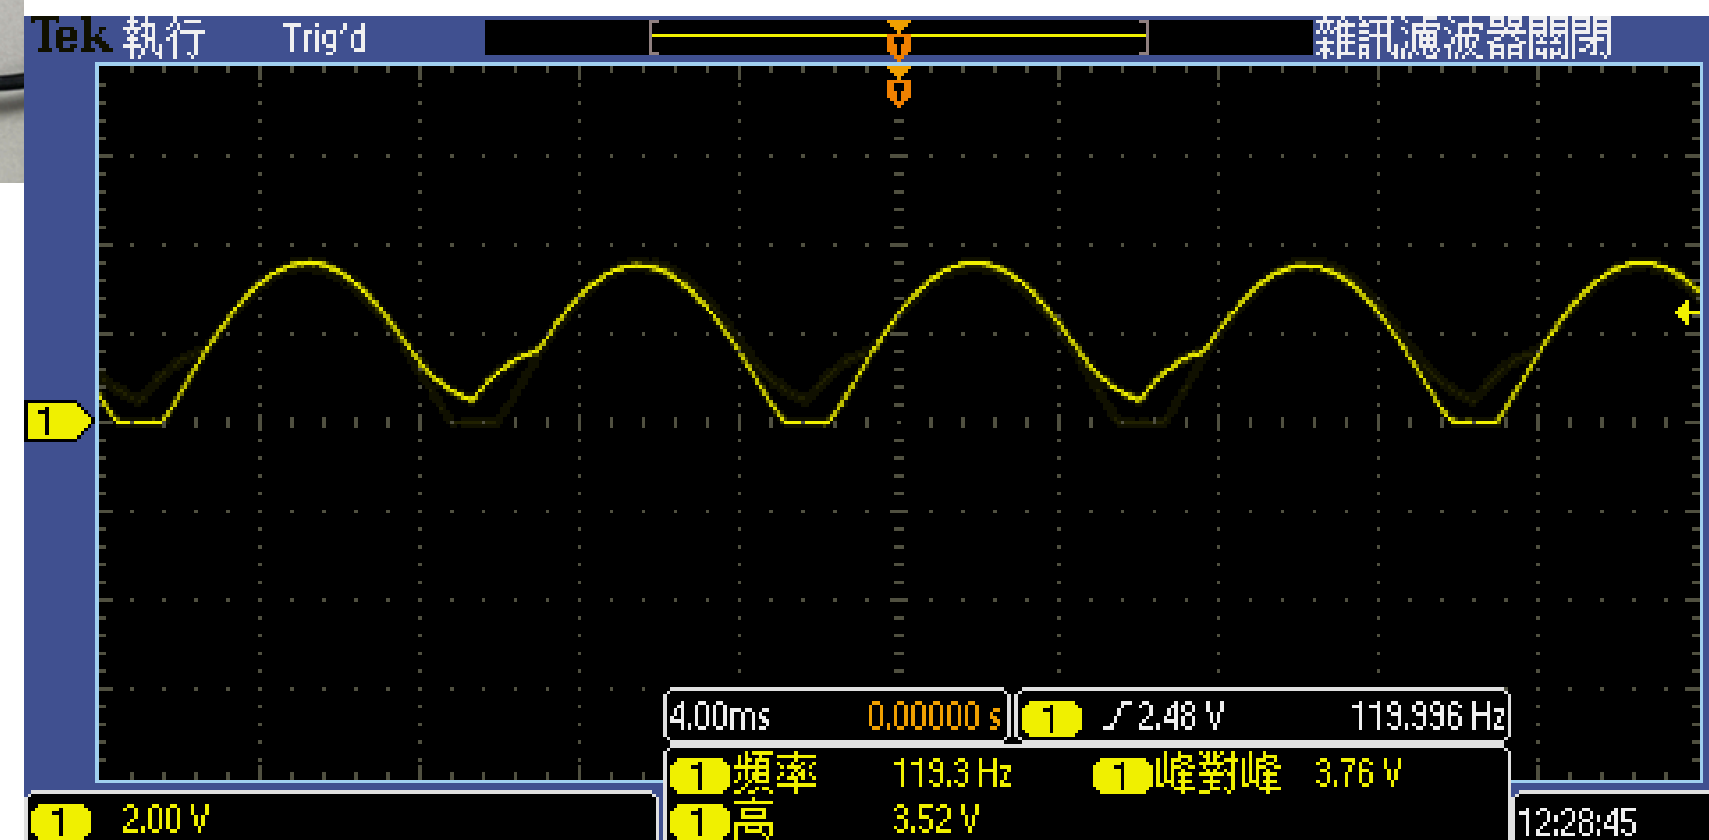 Tek 執行 Trig'd 雜訊濾波器關閉
T
T
1
4.00ms 0.00000 s 1 2.48 V 119.996 Hz
1 頻率 119.3 Hz 1 峰對峰 3.76 V
1 2.00 V 1 高 3.52 V 12:28:45